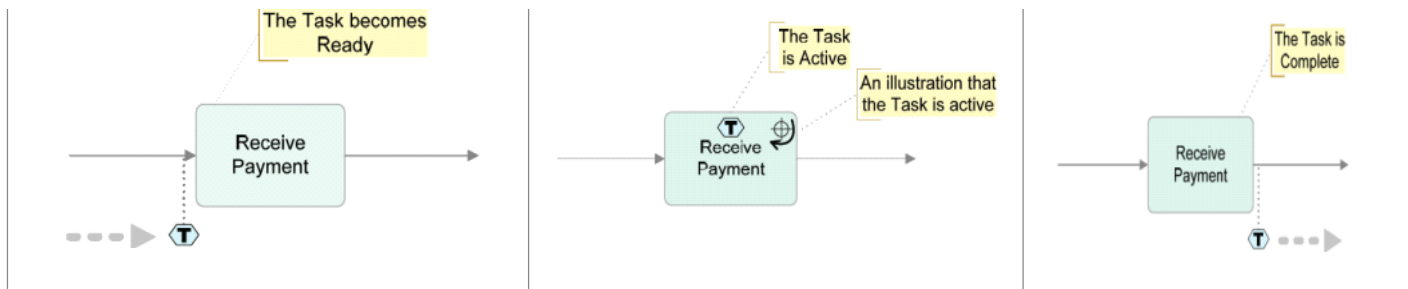 The Task becomes
Ready
Receive
Payment
T
The Task
is Active
An illustration that
the Task is active
T
Receive
Payment
The Task is
Complete
Receive
Payment
T